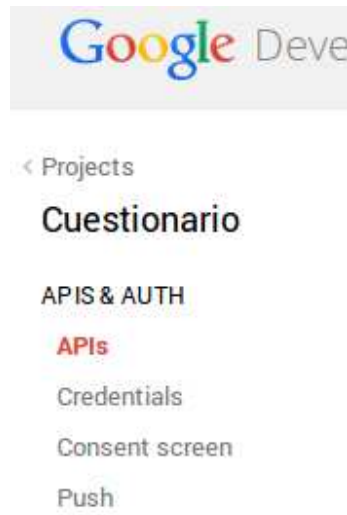 Google Deve
< Projects
Cuestionario
APIS & AUTH
APIs
Credentials
Consent screen
Push